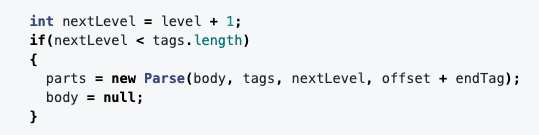 int nextLevel = level + 1;
if(nextLevel < tags.length)
{
  parts = new Parse(body, tags, nextLevel, offset + endTag);
  body = null;
}